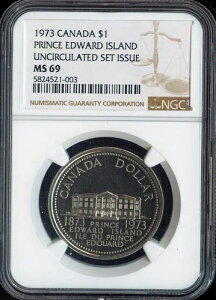 1973 CANADA $1
PRINCE EDWARD ISLAND
UNCIRCULATED SET ISSUE
MS 69
5824521-003
NUMISMATIC GUARANTY CORPORATION
NGC
CANADA DOLLAR
1873 PRINCE 1973
EDWARD ISLAND
ILE DU PRINCE
EDOUARD